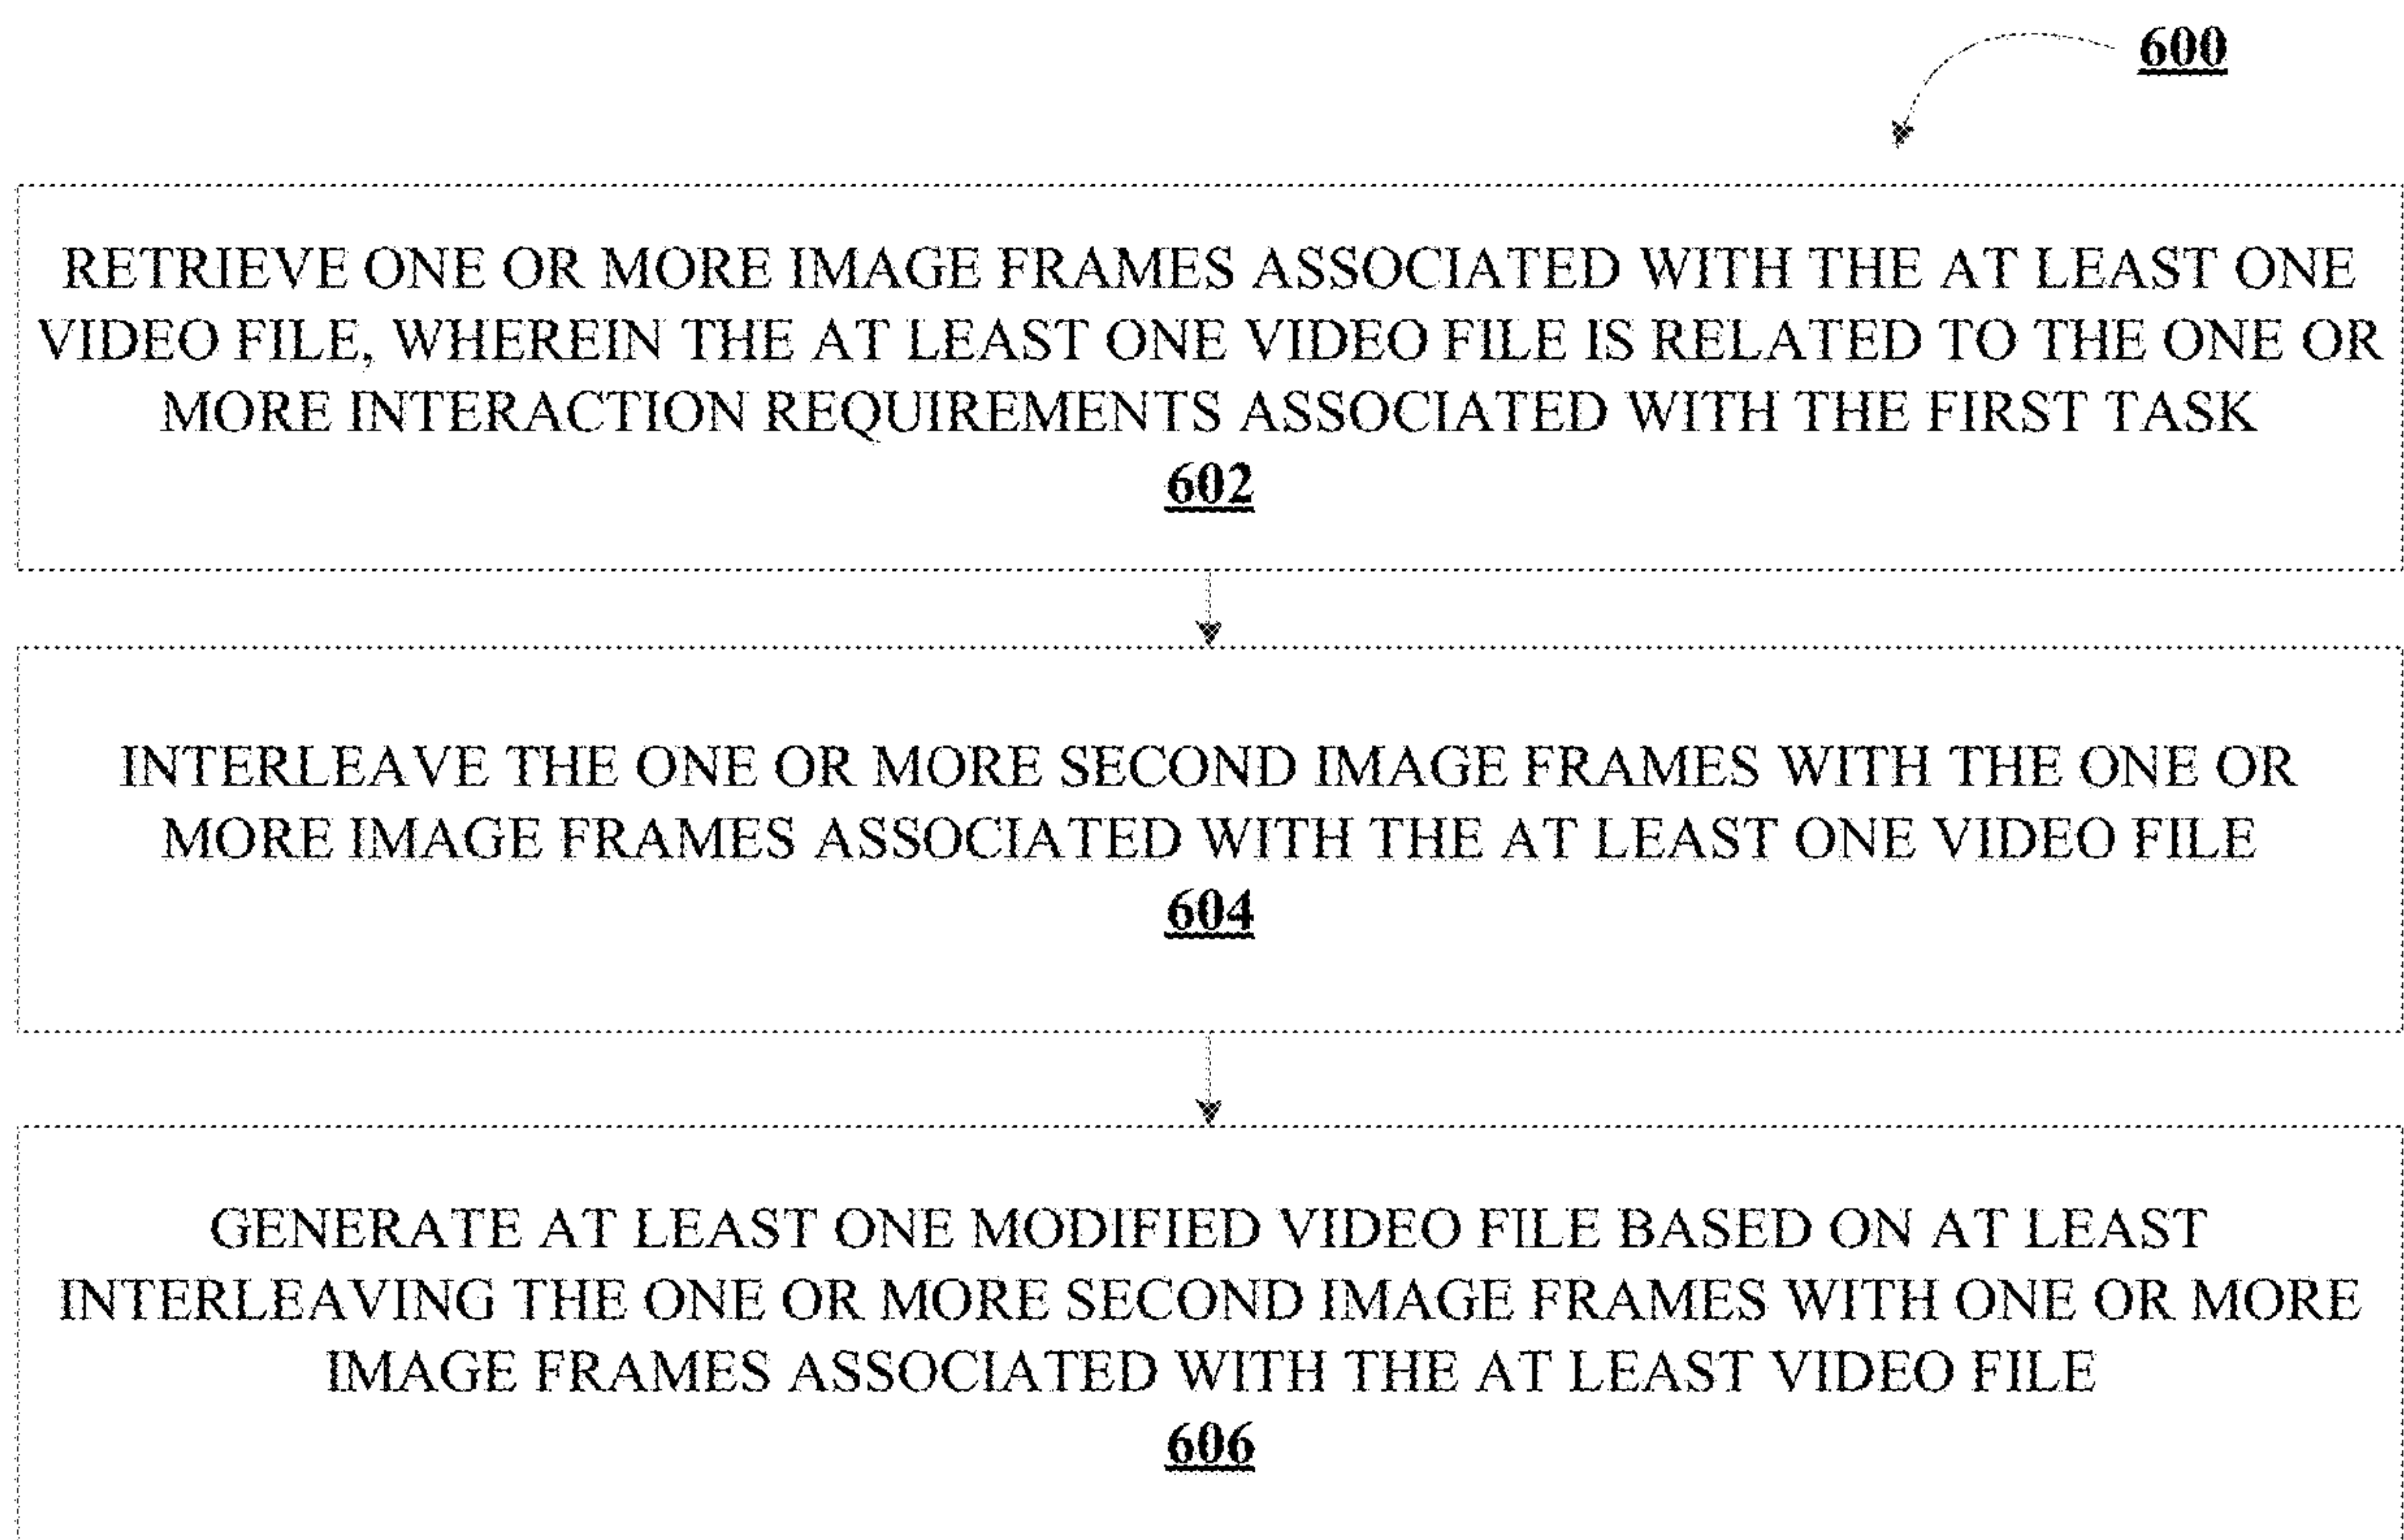 600
RETRIEVE ONE OR MORE IMAGE FRAMES ASSOCIATED WITH THE AT LEAST ONE
VIDEO FILE, WHEREIN THE AT LEAST ONE VIDEO FILE IS RELATED TO THE ONE OR
MORE INTERACTION REQUIREMENTS ASSOCIATED WITH THE FIRST TASK
602
INTERLEAVE THE ONE OR MORE SECOND IMAGE FRAMES WITH THE ONE OR
MORE IMAGE FRAMES ASSOCIATED WITH THE AT LEAST ONE VIDEO FILE
604
GENERATE AT LEAST ONE MODIFIED VIDEO FILE BASED ON AT LEAST
INTERLEAVING THE ONE OR MORE SECOND IMAGE FRAMES WITH ONE OR MORE
IMAGE FRAMES ASSOCIATED WITH THE AT LEAST VIDEO FILE
606